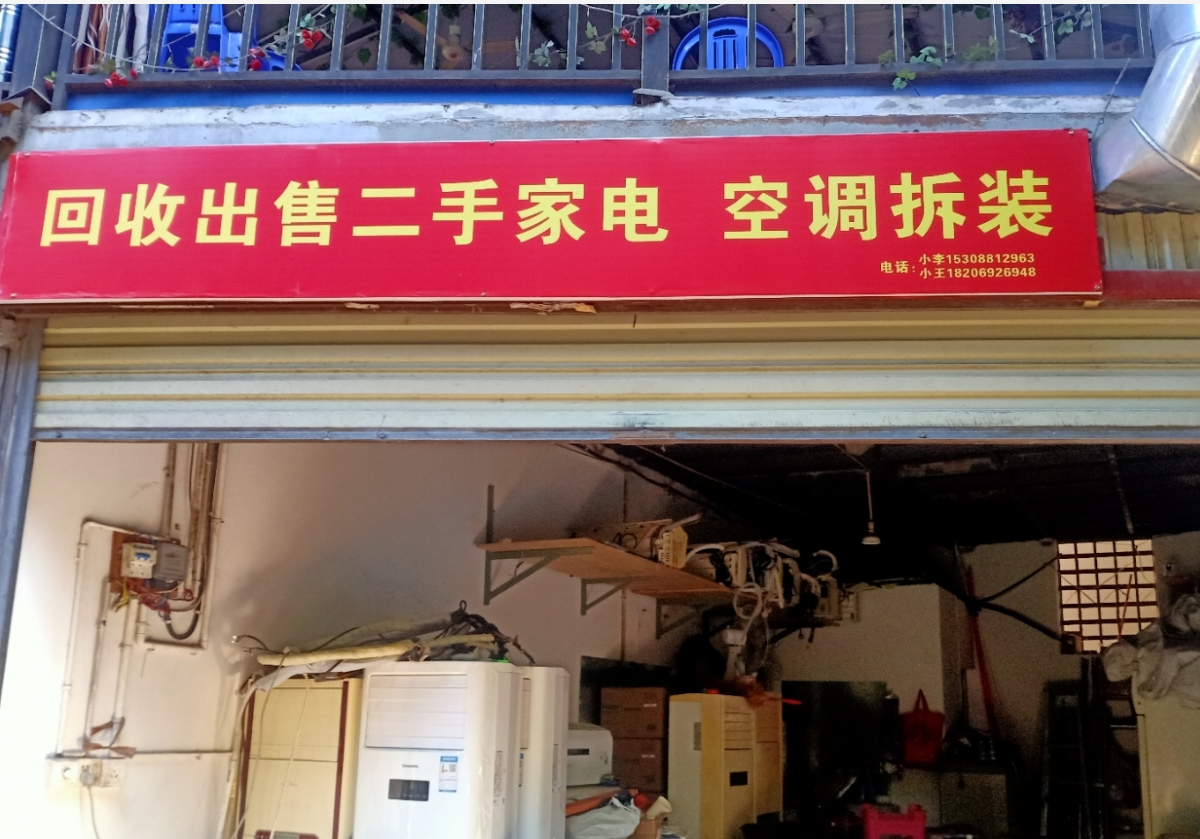 回收出售二手家电 空调拆装
电话:
小李15308812963
小王18206926948